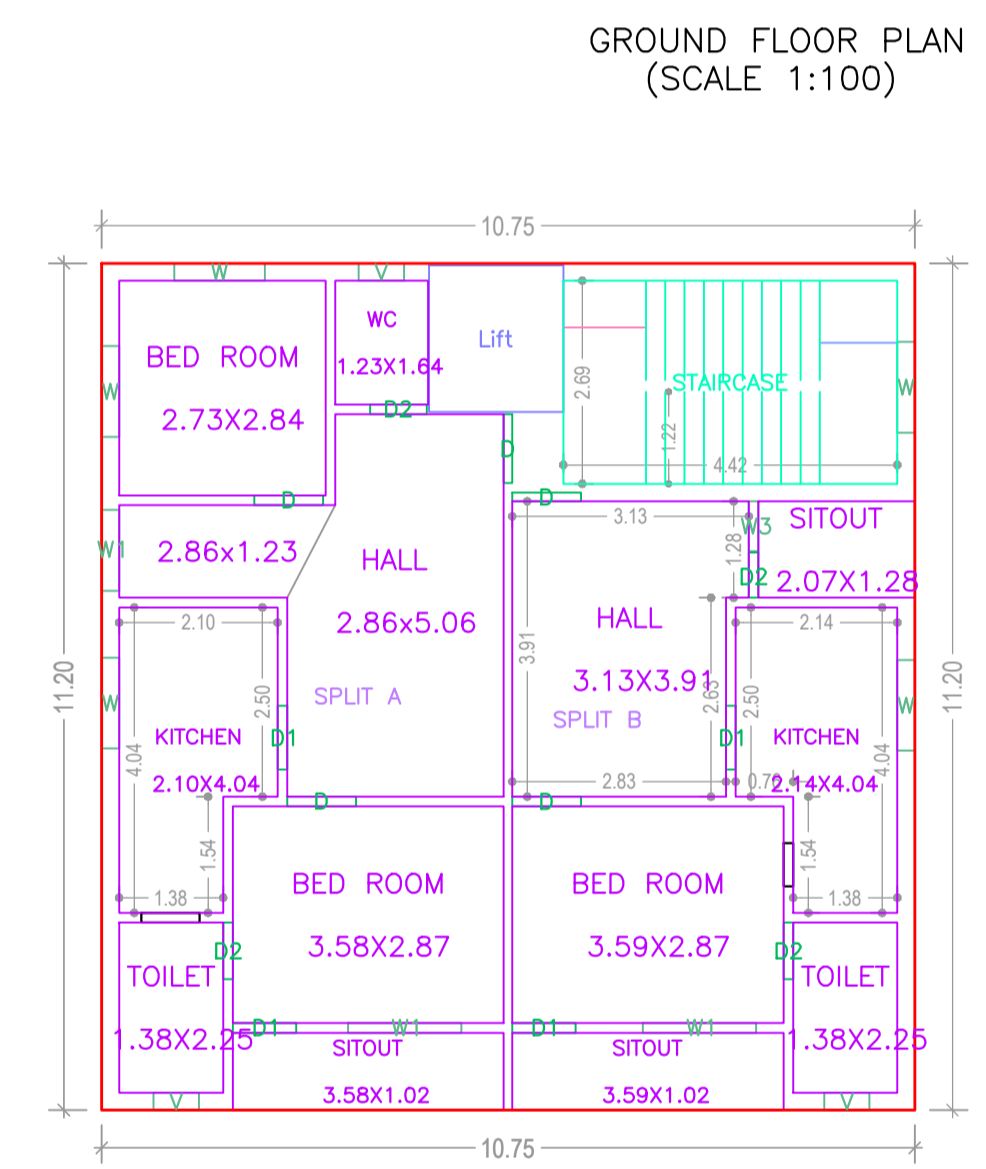 GROUND FLOOR PLAN
(SCALE 1:100)
10.75
W
V
WC
1.23X1.64
Lift
BED ROOM
2.73X2.84
W
D2
2.69
STAIRCASE
1.22
4.42
W
D
D
D
W1
2.86x1.23
HALL
2.86x5.06
SPLIT A
3.13
W3
1.28
D2
SITOUT
2.07X1.28
HALL
3.13X3.91
SPLIT B
3.91
2.63
2.83
0.76
11.20
11.20
2.10
2.50
4.04
W
KITCHEN
2.10X4.04
D1
1.54
1.38
2.14
2.50
4.04
W
D1
KITCHEN
2.14X4.04
1.54
1.38
D
D
BED ROOM
3.58X2.87
BED ROOM
3.59X2.87
D2
D2
TOILET
1.38X2.25
TOILET
1.38X2.25
D1
W1
D1
W1
SITOUT
3.58X1.02
SITOUT
3.59X1.02
V
V
10.75